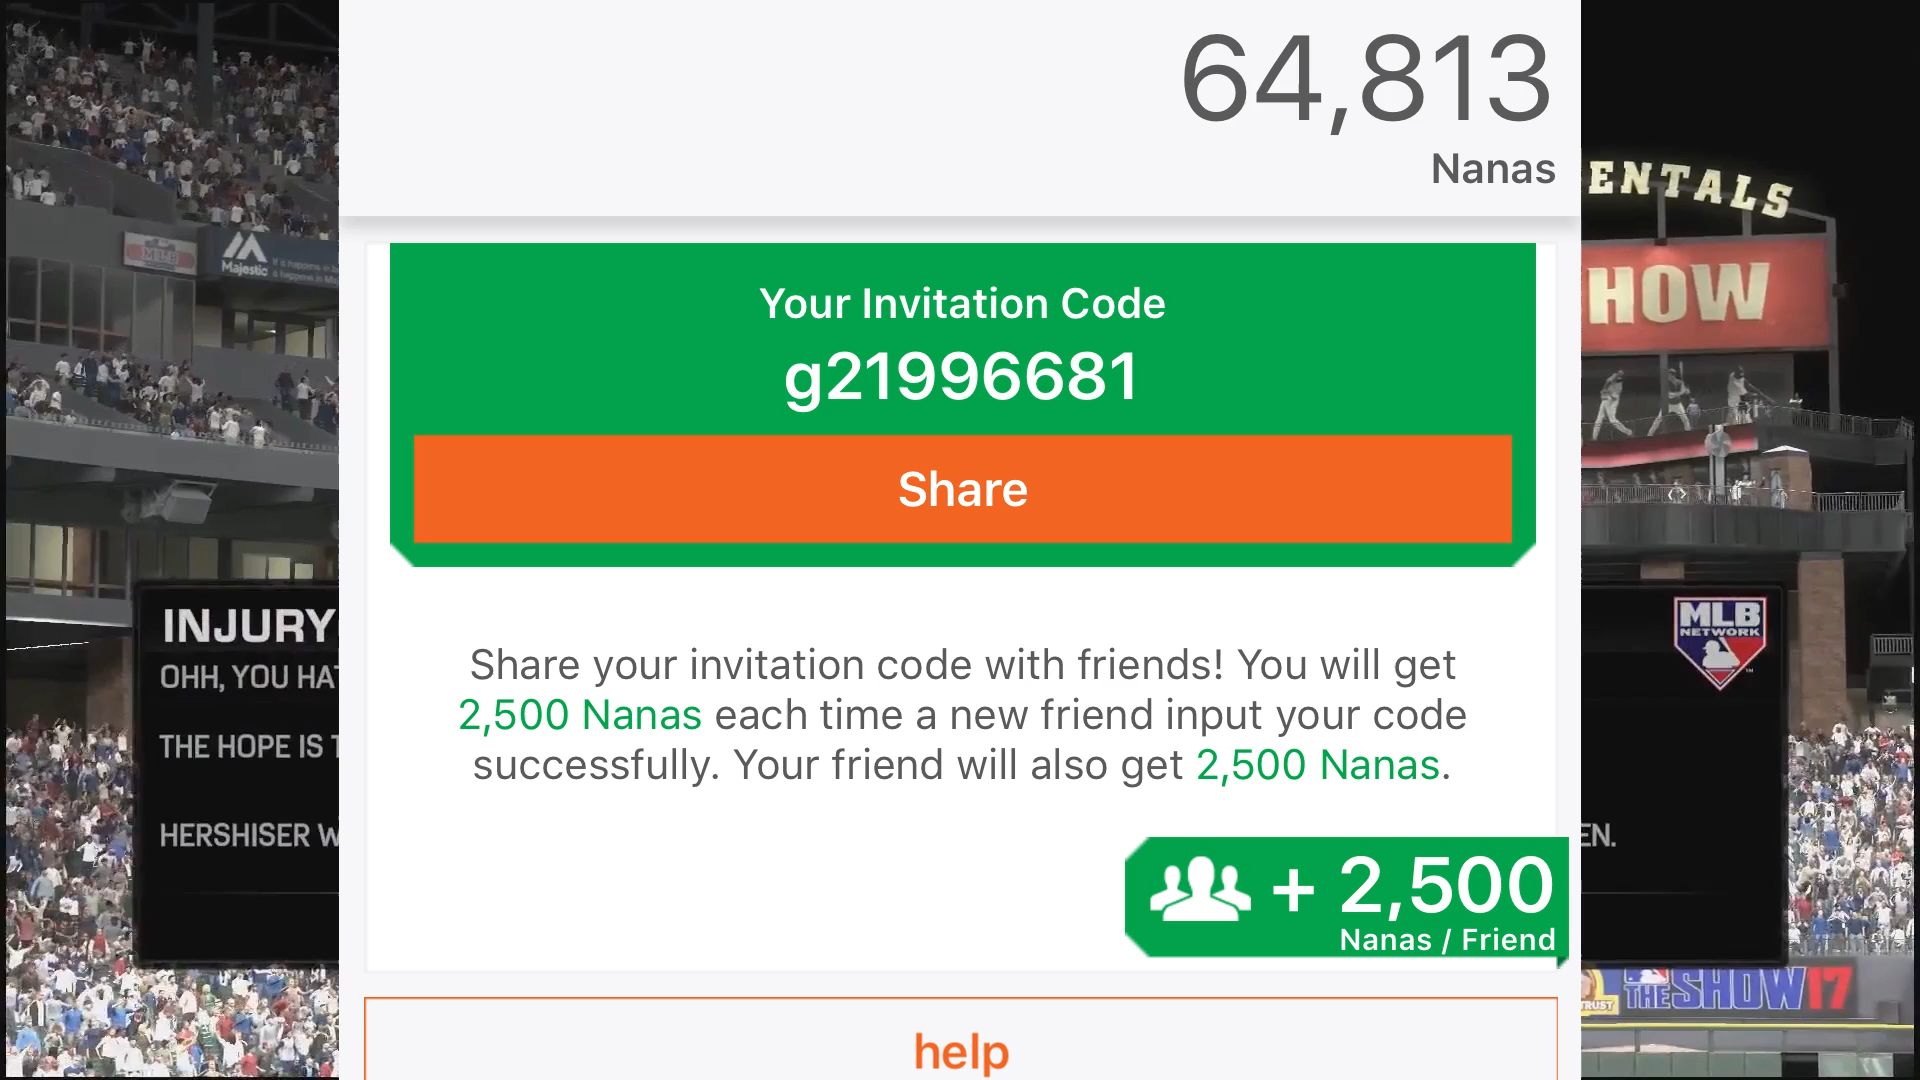 64,813
Nanas
Your Invitation Code
g21996681
Share
Share your invitation code with friends! You will get
2,500 Nanas each time a new friend input your code
successfully. Your friend will also get 2,500 Nanas.
+ 2,500
Nanas / Friend
help
MLB
Majestic
INJURY
OHH, YOU HAT
THE HOPE IS T
HERSHISER W
ENTALS
HOW
MLB
NETWORK
EN.
TRUST
THE SHOW 17